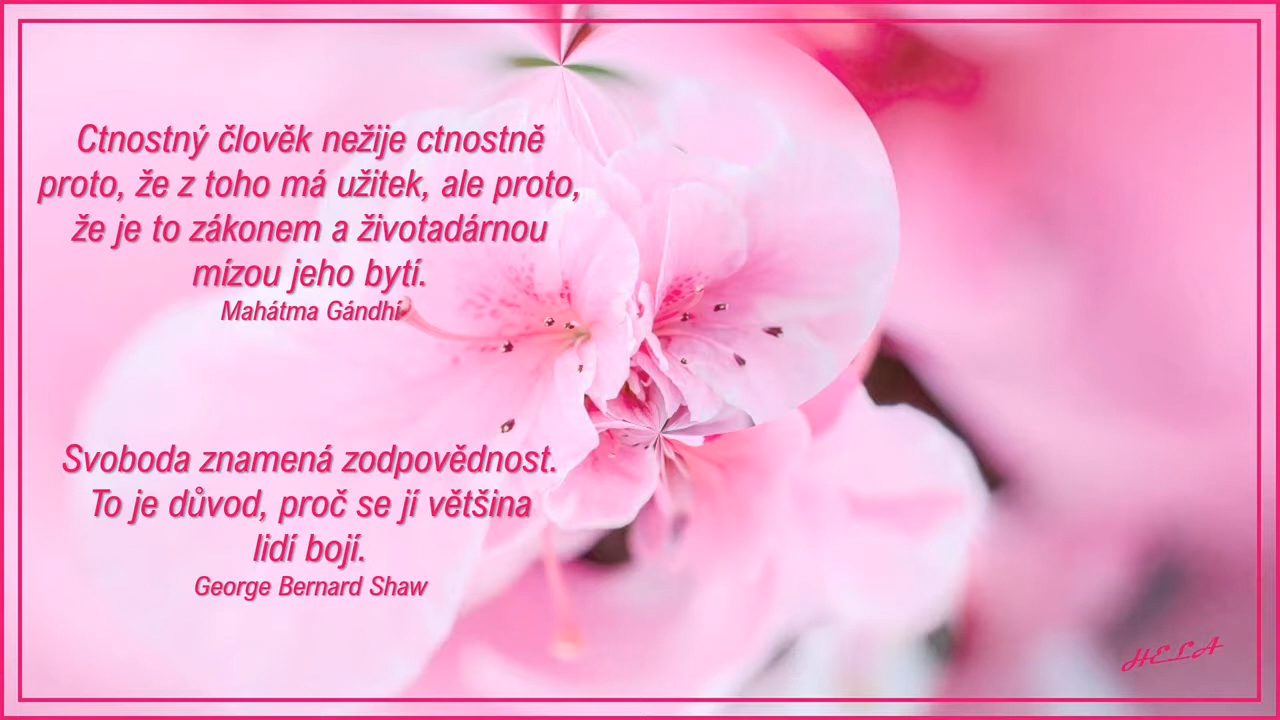 Ctnostný člověk nežije ctnostně
proto, že z toho má užitek, ale proto,
že je to zákonem a životadárnou
mízou jeho bytí.
Mahátma Gándhí
Svoboda znamená zodpovědnost.
To je důvod, proč se jí většina
lidí bojí.
George Bernard Shaw
HELA